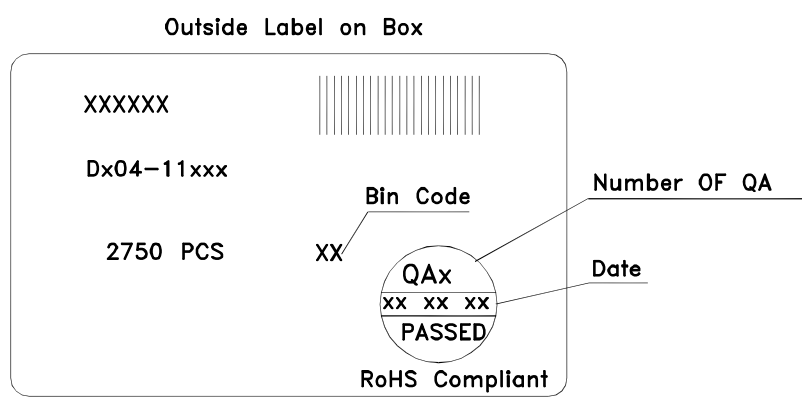 Outside Label on Box
XXXXXX
Dx04-11xxx
Bin Code
Number OF QA
2750 PCS
XX
QAx
Date
xx xx xx
PASSED
RoHS Compliant